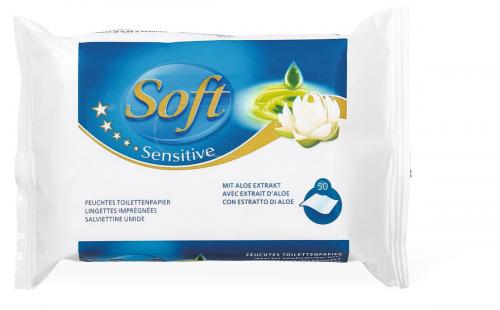 Soft
Sensitive
MIT ALOE EXTRAKT
AVEC EXTRAIT D'ALOE
CON ESTRATTO DI ALOE
50
FEUCHTES TOILETTENPAPIER
LINGETTES IMPRÉGNÉES
SALVIETTINE UMIDE
FEUCHTES TOILETTENPAPIER